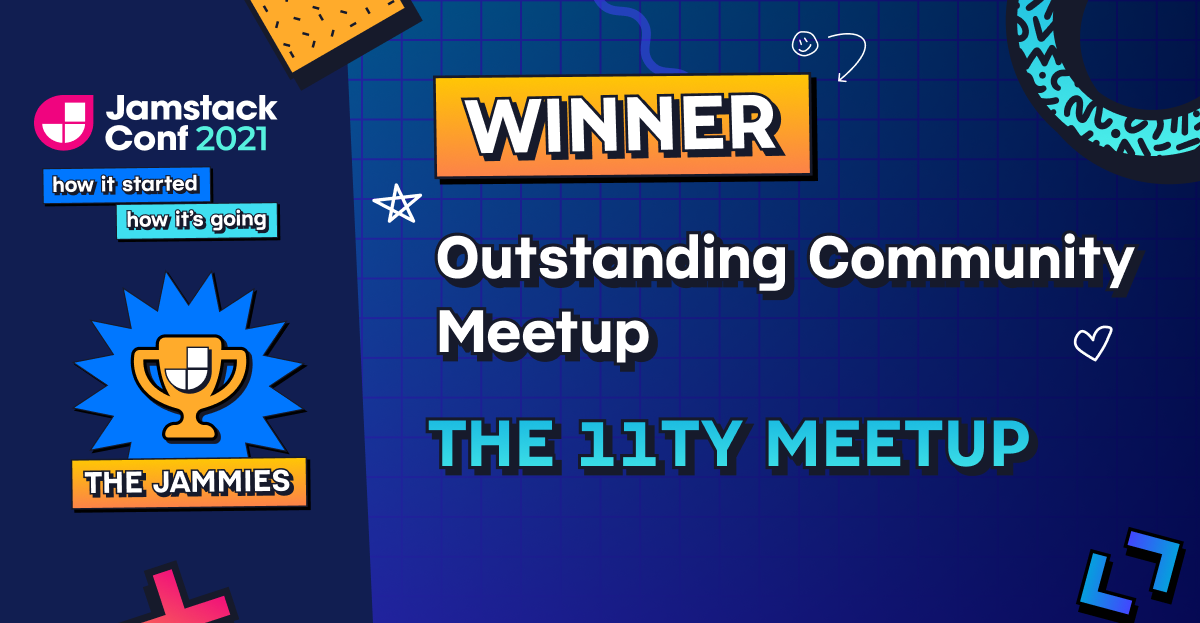 Jamstack
Conf 2021
how it started
how it's going
THE JAMMIES
WINNER
Outstanding Community
Meetup
THE 11TY MEETUP